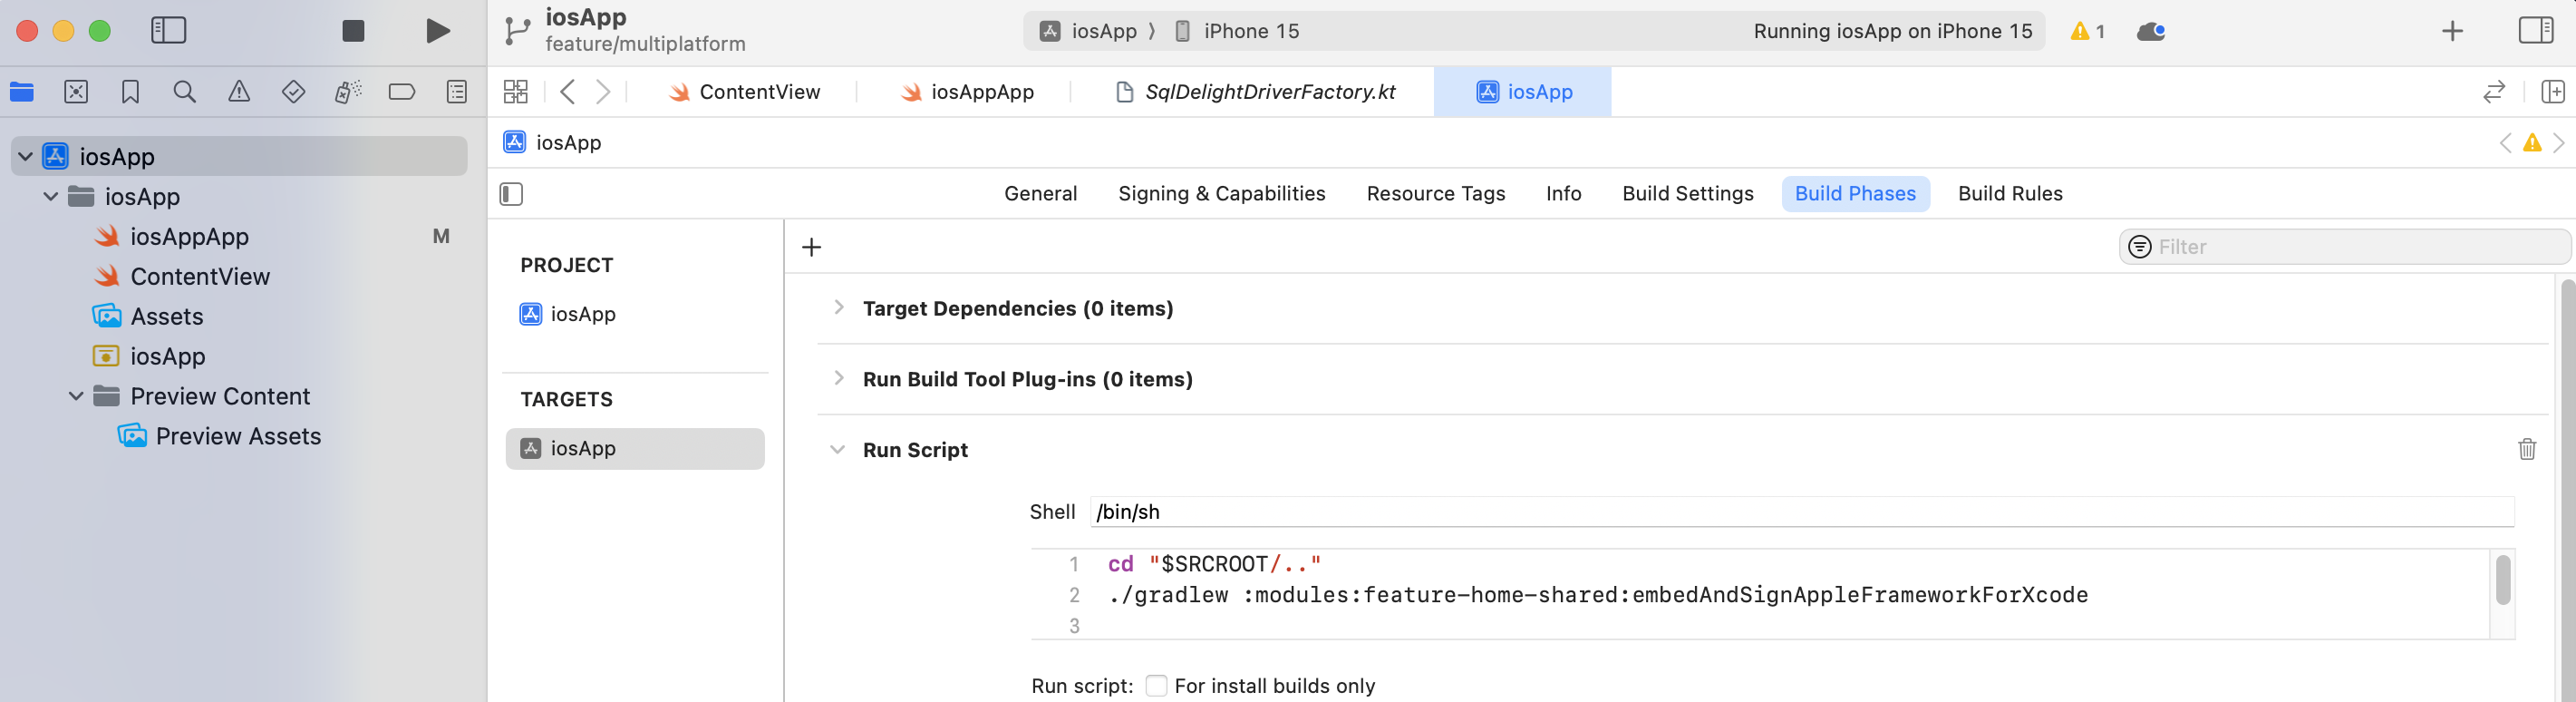 iosApp
feature/multiplatform
iosApp
iPhone 15
Running iosApp on iPhone 15
1
ContentView
iosAppApp
SqlDelightDriverFactory.kt
iosApp
iosApp
iosApp
iosApp
iosAppApp
M
ContentView
Assets
iosApp
Preview Content
Preview Assets
General
Signing & Capabilities
Resource Tags
Info
Build Settings
Build Phases
Build Rules
PROJECT
iosApp
TARGETS
iosApp
Filter
Target Dependencies (0 items)
Run Build Tool Plug-ins (0 items)
Run Script
Shell /bin/sh
1 cd "$SRCROOT/.."
2 ./gradlew :modules:feature-home-shared:embedAndSignAppleFrameworkForXcode
3
Run script: For install builds only